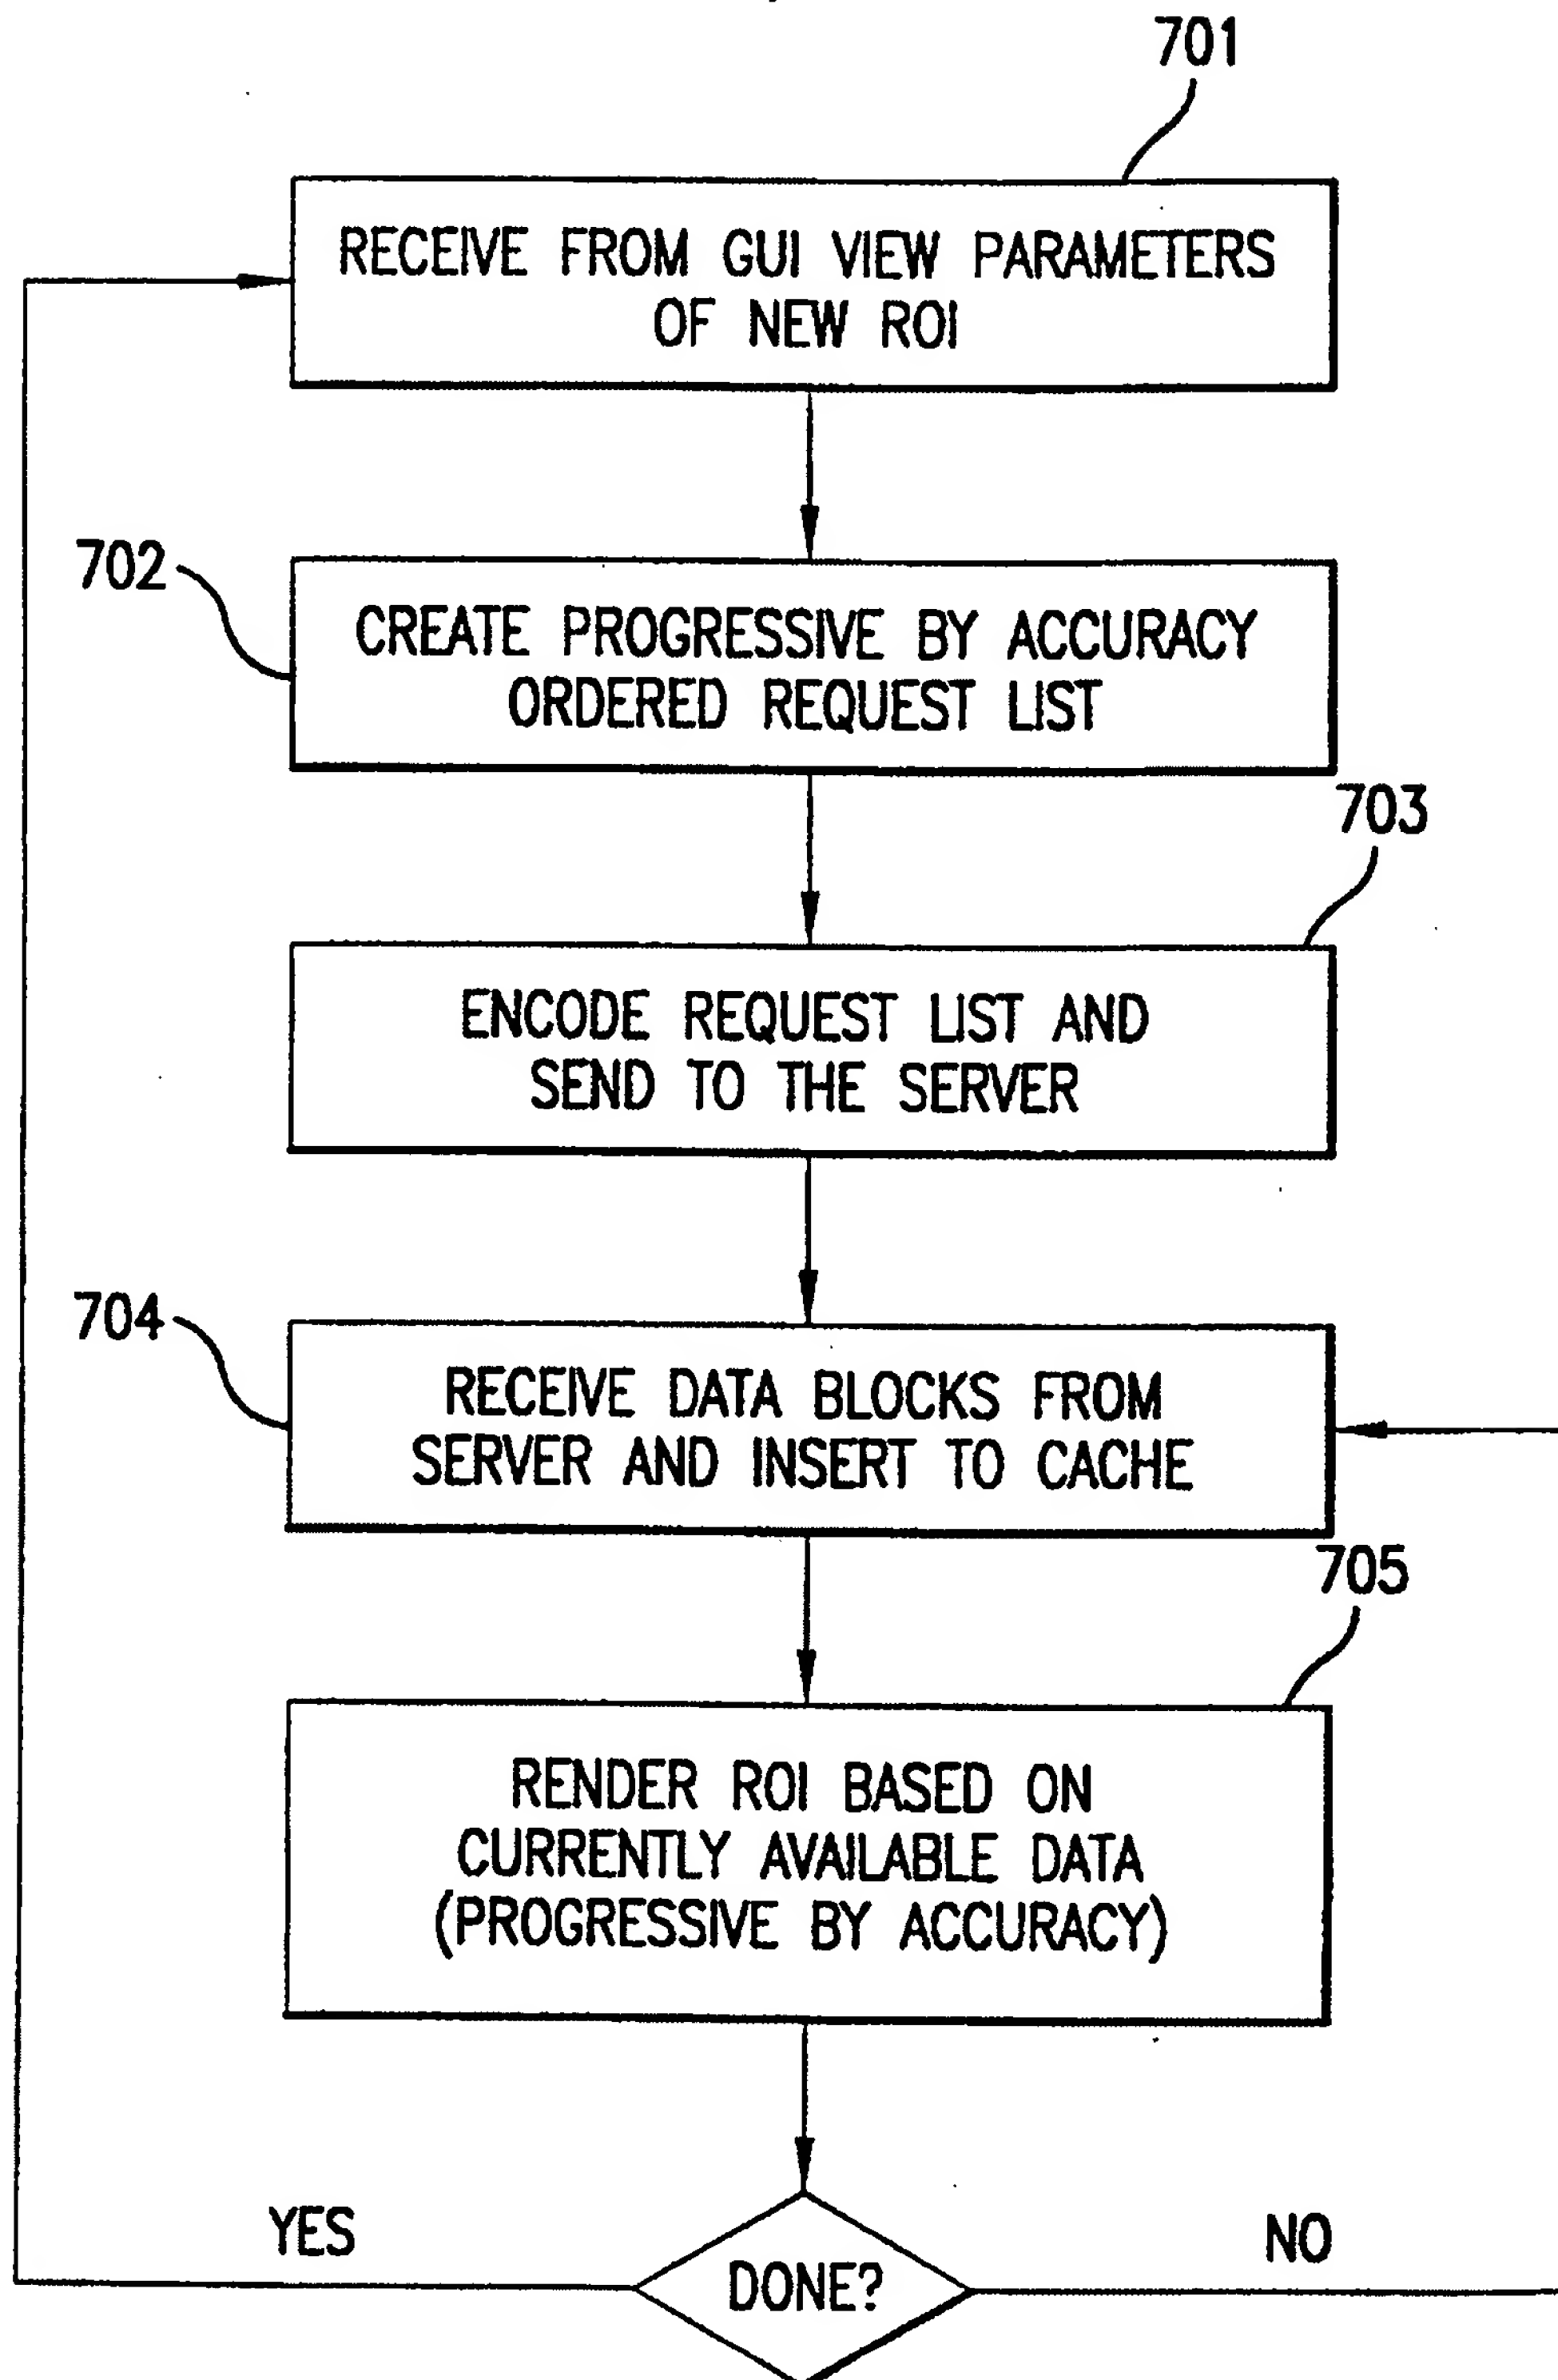 701
RECEIVE FROM GUI VIEW PARAMETERS
OF NEW ROI
702
CREATE PROGRESSIVE BY ACCURACY
ORDERED REQUEST LIST
703
ENCODE REQUEST LIST AND
SEND TO THE SERVER
704
RECEIVE DATA BLOCKS FROM
SERVER AND INSERT TO CACHE
705
RENDER ROI BASED ON
CURRENTLY AVAILABLE DATA
(PROGRESSIVE BY ACCURACY)
YES
DONE?
NO